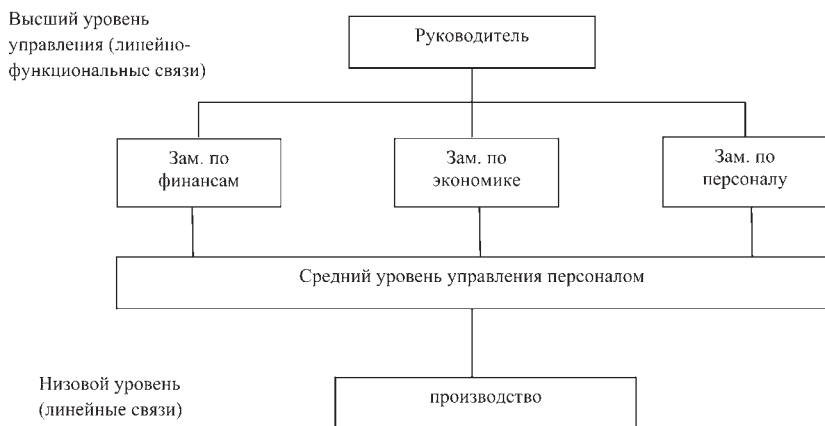 Высший уровень
управления (линейно-
функциональные связи)
Руководитель
Зам. по
финансам
Зам. по
экономике
Зам. по
персоналу
Средний уровень управления персоналом
Низовой уровень
(линейные связи)
производство